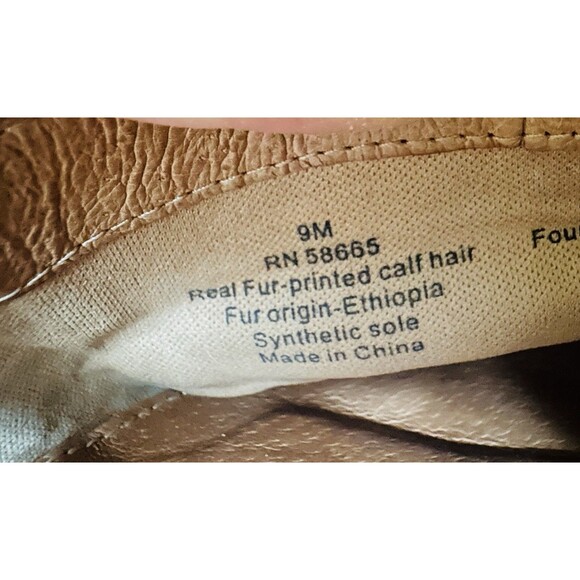 9M
RN 58665
Real Fur-printed calf hair
Fur origin-Ethiopia
Synthetic sole
Made in China